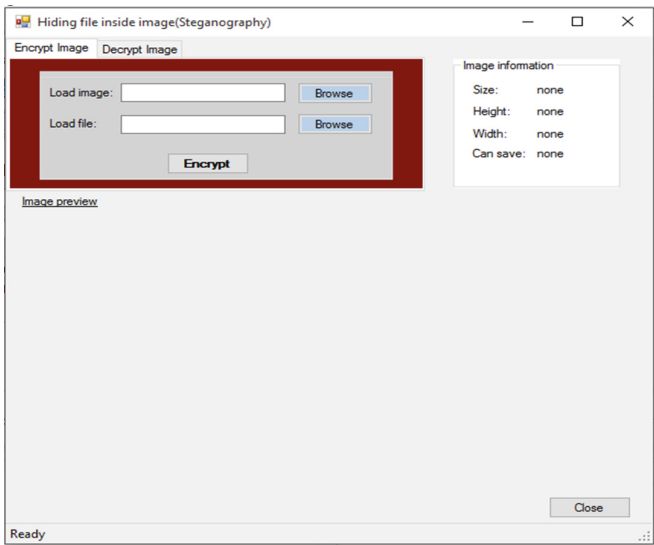 Hiding file inside image(Steganography)
Encrypt Image Decrypt Image
Load image: Browse
Load file: Browse
Encrypt
Image information
Size: none
Height: none
Width: none
Can save: none
Image preview
Close
Ready